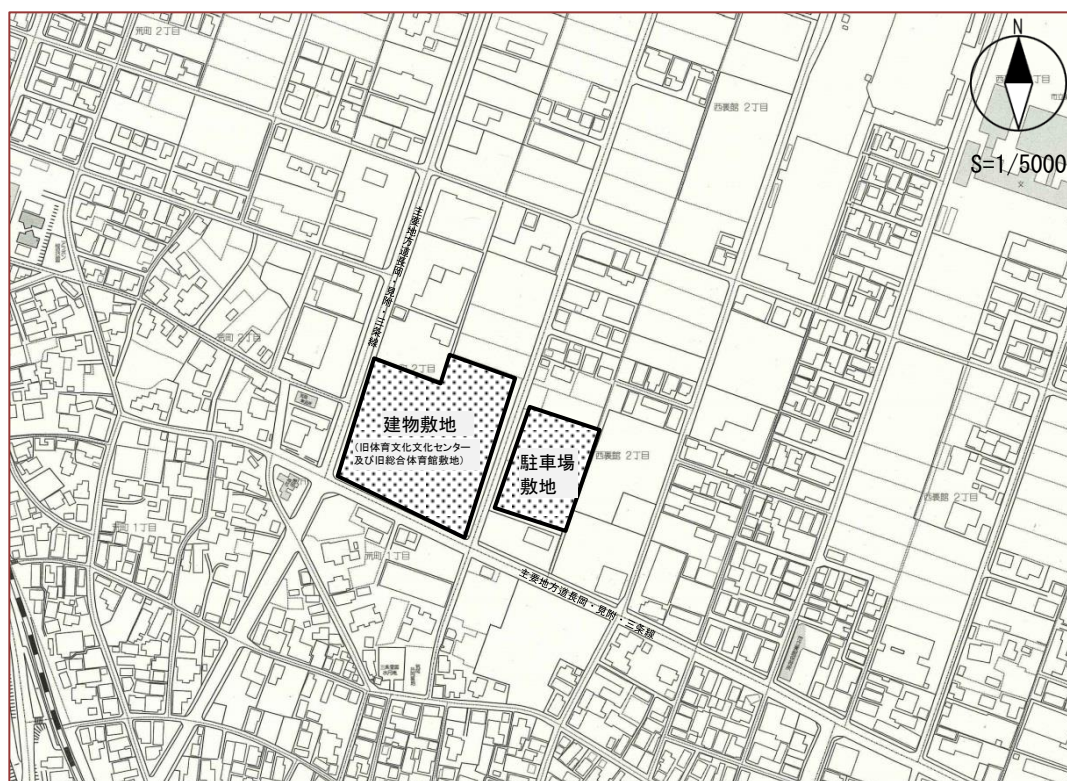 荒町 2丁目
N
西裏館 2丁目
S=1/5000
文
主要地方道長岡・見附・三条線
荒町 2丁目
2丁目
建物敷地
(旧体育文化文化センター
及び旧総合体育館敷地)
駐車場
敷地
西裏館 2丁目
西裏館 2丁目
荒町 1丁目
荒町 1丁目
主要地方道長岡・見附・三条線